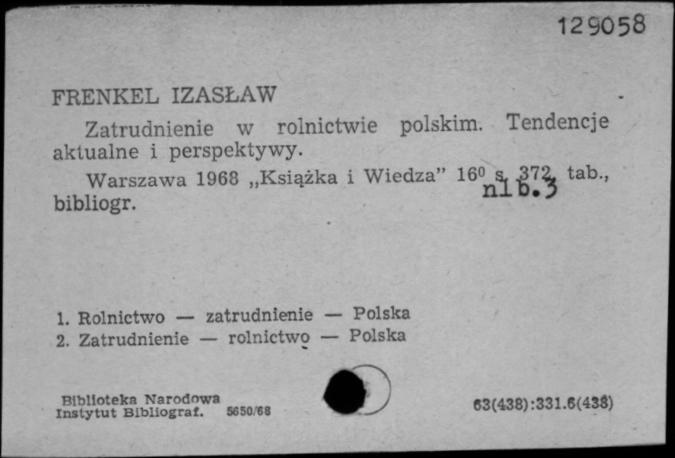 129058
FRENKEL IZASŁAW
Zatrudnienie w rolnictwie polskim. Tendencje
aktualne i perspektywy.
Warszawa 1968 „Książka i Wiedza” 16⁰ s. 372, tab.,
nlb.3
bibliogr.
1. Rolnictwo — zatrudnienie — Polska
2. Zatrudnienie — rolnictwo — Polska
Biblioteka Narodowa
Instytut Bibliograf. 5650/68
63(438):331.6(438)